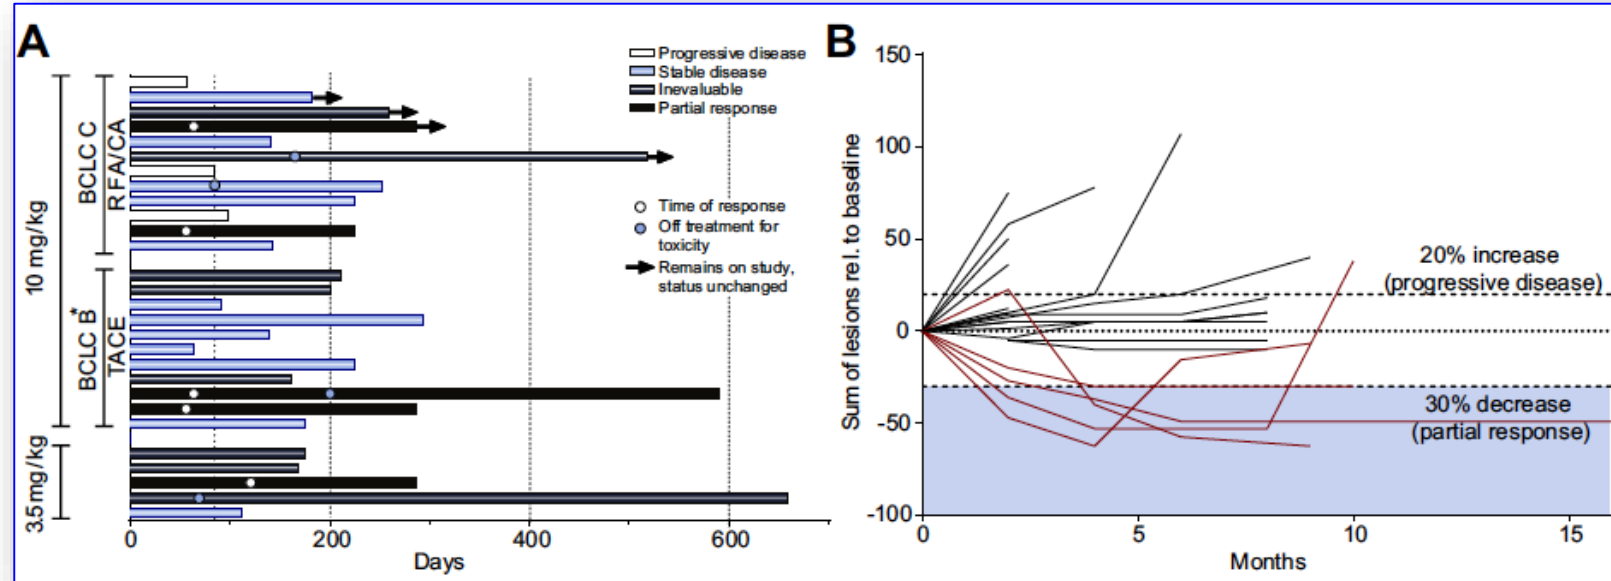 A
Progressive disease
Stable disease
Inevaluable
Partial response
Time of response
Off treatment for
toxicity
Remains on study,
status unchanged
10 mg/kg
BCLC C
RFA/CA
BCLC B*
TACE
3.5mg/kg
0
200
400
600
Days
B
150
100
50
0
-50
-100
Sum of lesions rel. to baseline
20% increase
(progressive disease)
30% decrease
(partial response)
0
5
10
15
Months